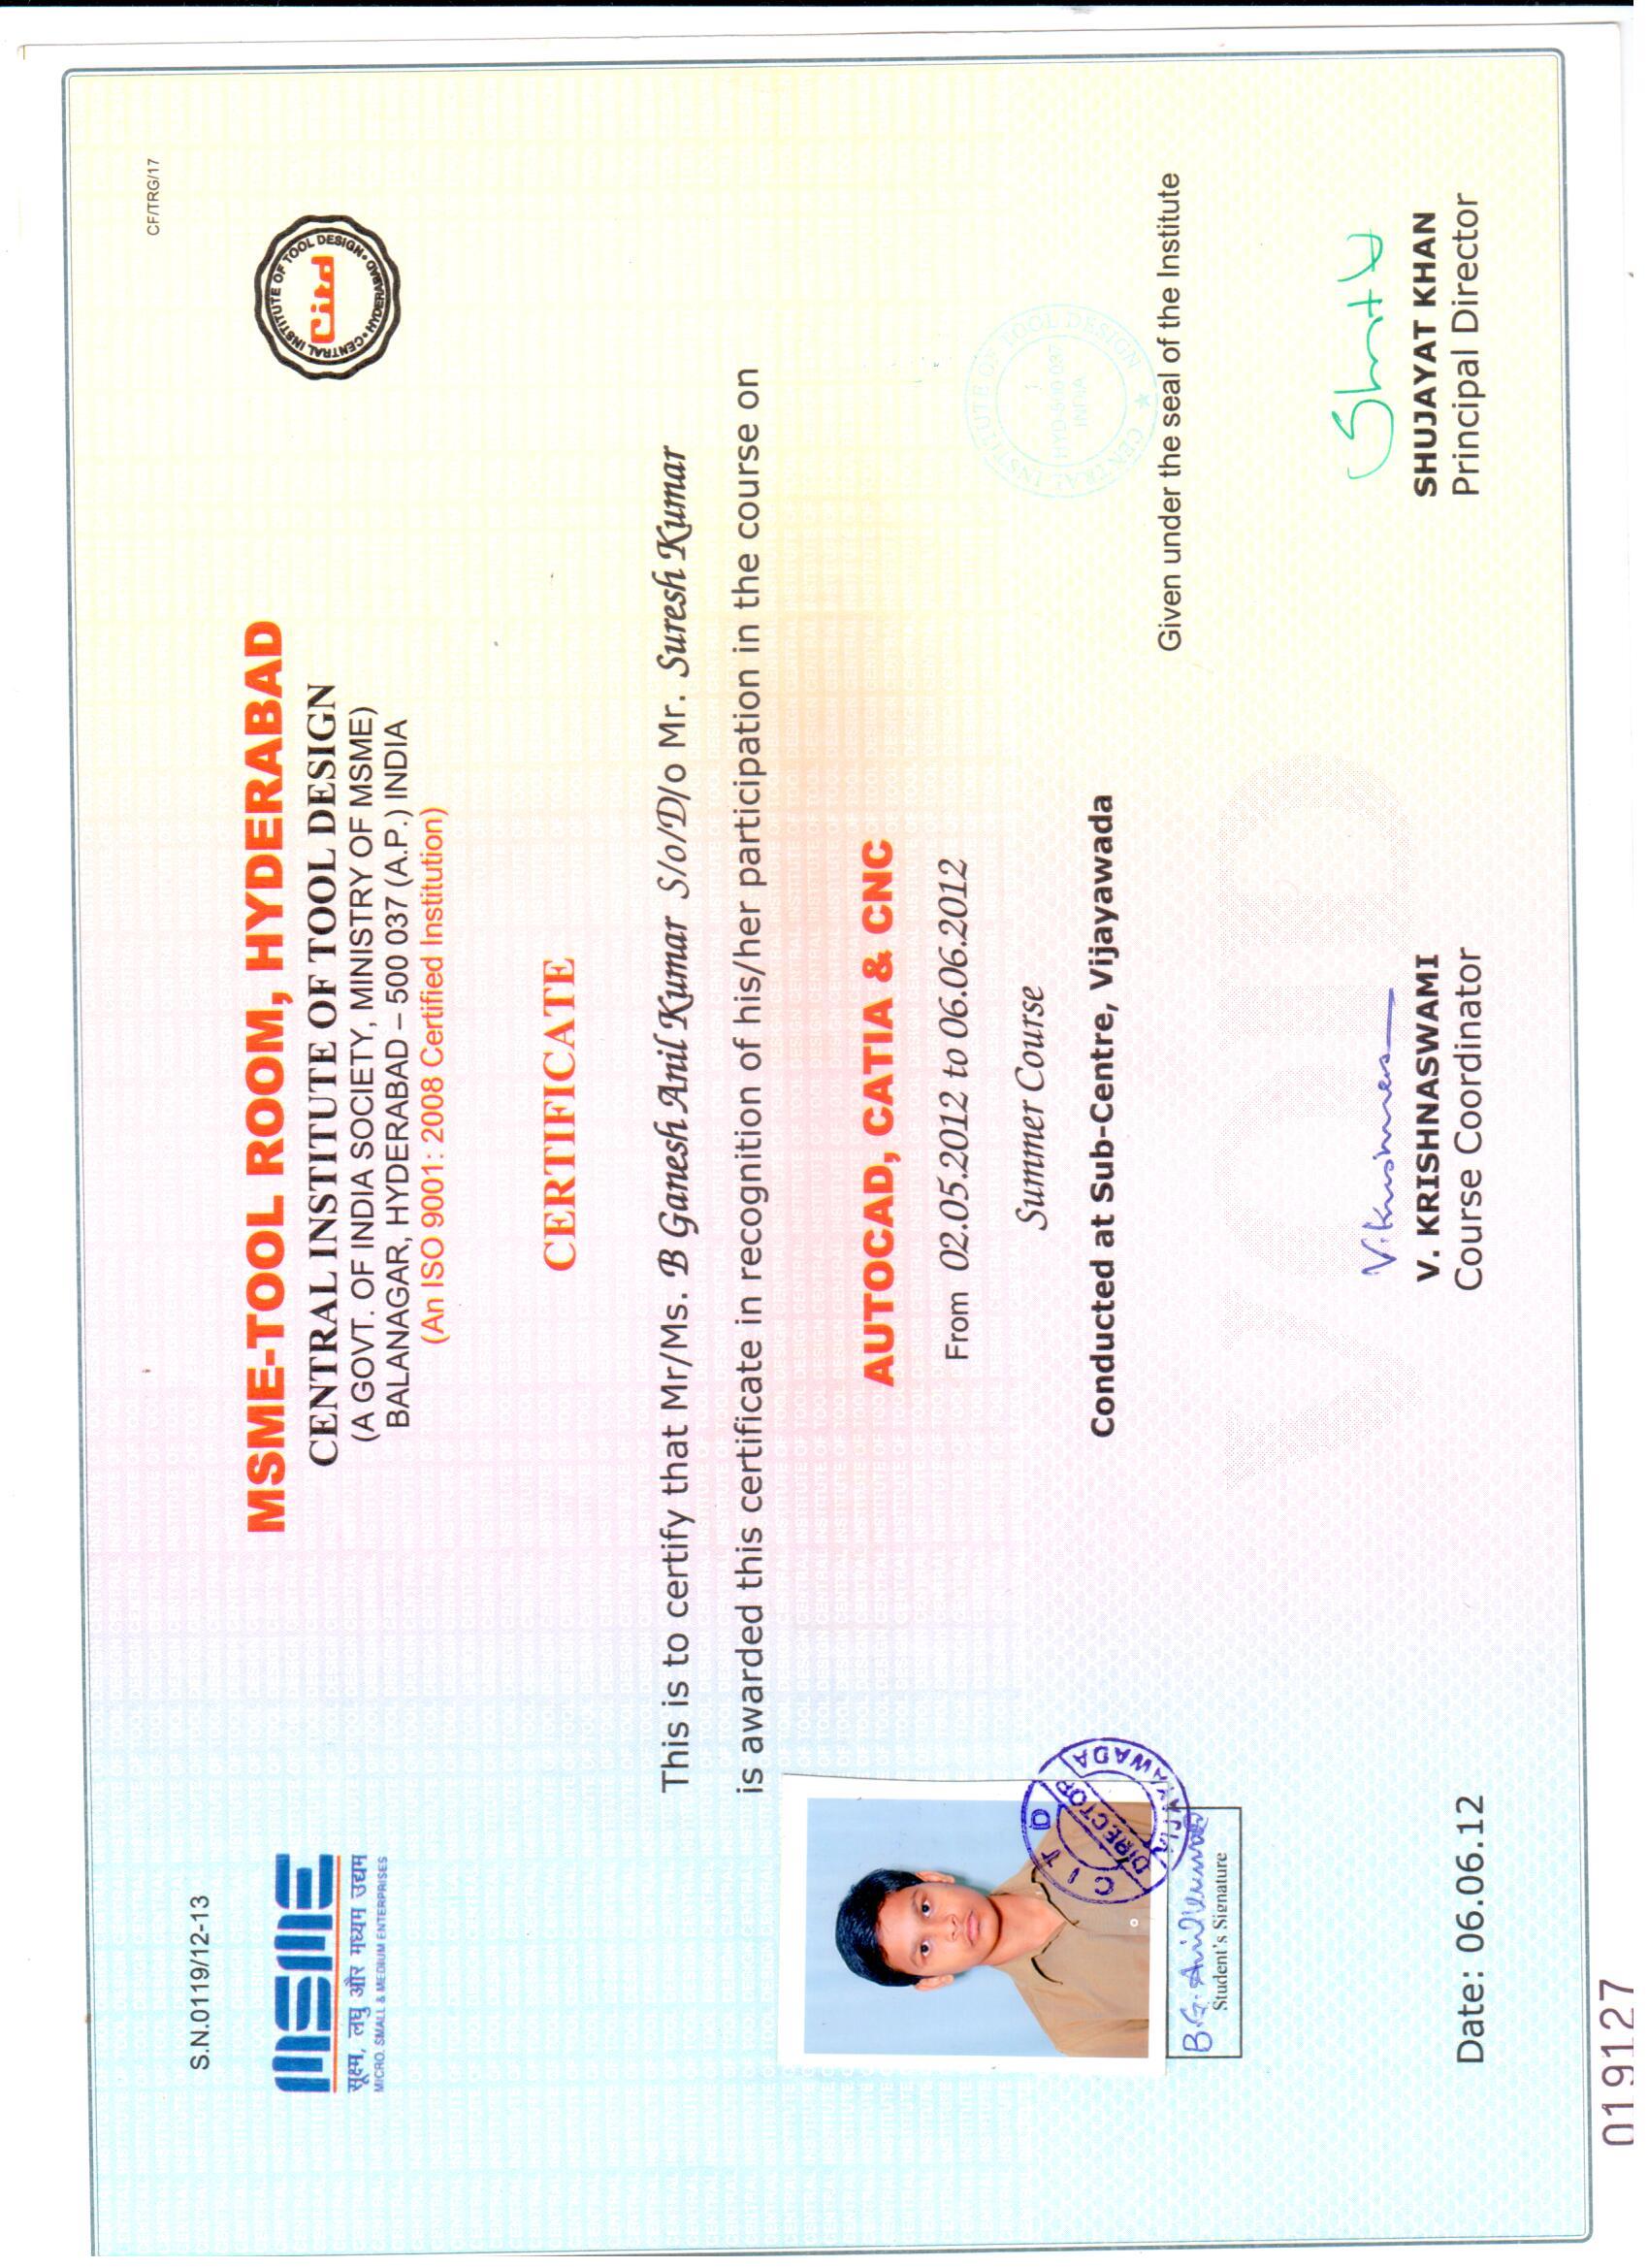 CF/TRG/17
S.N.0119/12-13
msme
सूक्ष्म, लघु और मध्यम उद्यम
MICRO, SMALL & MEDIUM ENTERPRISES
MSME-TOOL ROOM, HYDERABAD
CENTRAL INSTITUTE OF TOOL DESIGN
(A GOVT. OF INDIA SOCIETY, MINISTRY OF MSME)
BALANAGAR, HYDERABAD – 500 037 (A.P.) INDIA
(An ISO 9001: 2008 Certified Institution)
CENTRAL INSTITUTE OF TOOL DESIGN • HYDERABAD •
Citd
CERTIFICATE
This is to certify that Mr/Ms. B Ganesh Anil Kumar S/o/D/o Mr. Suresh Kumar
is awarded this certificate in recognition of his/her participation in the course on
AUTOCAD, CATIA & CNC
From 02.05.2012 to 06.06.2012
Summer Course
Conducted at Sub-Centre, Vijayawada
CENTRAL INSTITUTE OF TOOL DESIGN
INDIA
Given under the seal of the Institute
C I T D
DIRECTOR
VIJAYAWADA
B.G. Anil Kumar
Student's Signature
VOID
Date: 06.06.12
V. KRISHNASWAMI
Course Coordinator
SHUJAYAT KHAN
Principal Director
019127